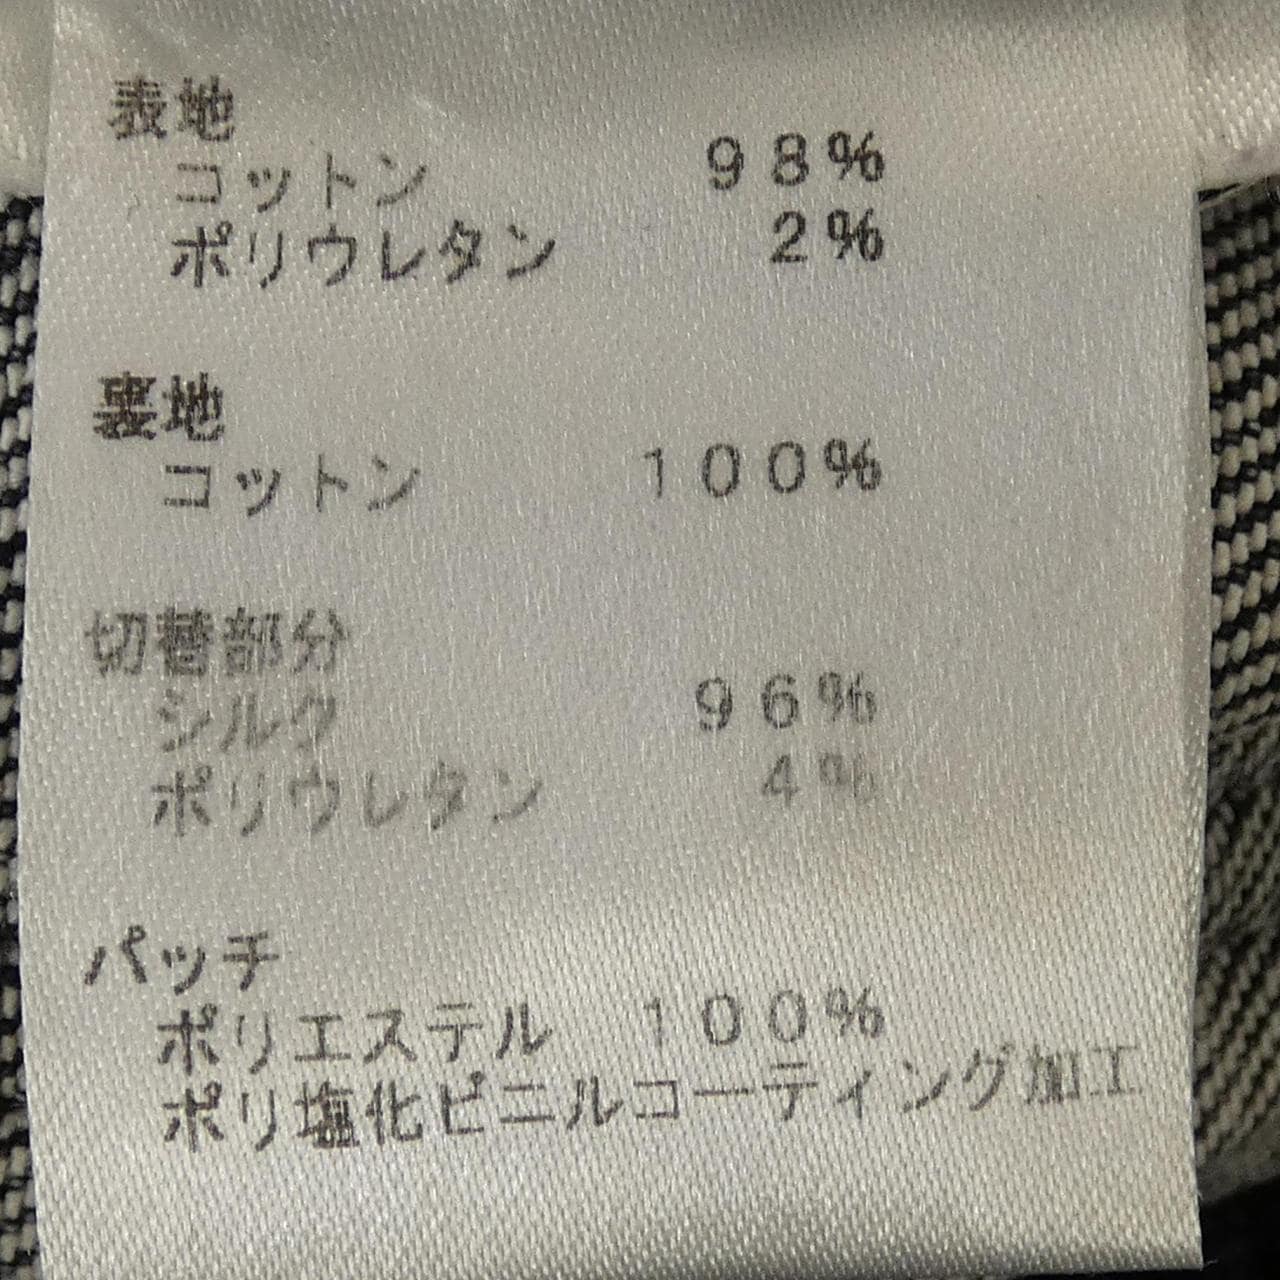 表地
コットン 98%
ポリウレタン 2%
裏地
コットン 100%
切替部分
シルク 96%
ポリウレタン 4%
パッチ
ポリエステル 100%
ポリ塩化ビニルコーティング加工